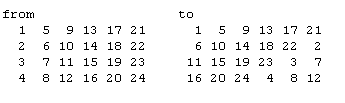 from to
1 5 9 13 17 21 1 5 9 13 17 21
2 6 10 14 18 22 6 10 14 18 22 2
3 7 11 15 19 23 11 15 19 23 3 7
4 8 12 16 20 24 16 20 24 4 8 12